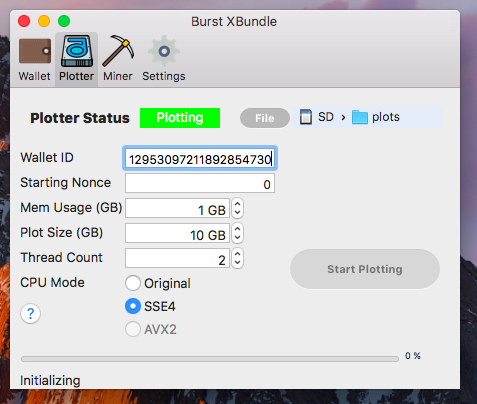 Burst XBundle
Wallet Plotter Miner Settings
Plotter Status Plotting File SD › plots
Wallet ID 12953097211892854730
Starting Nonce 0
Mem Usage (GB) 1 GB
Plot Size (GB) 10 GB
Thread Count 2
Start Plotting
CPU Mode Original
? SSE4
AVX2
0 %
Initializing